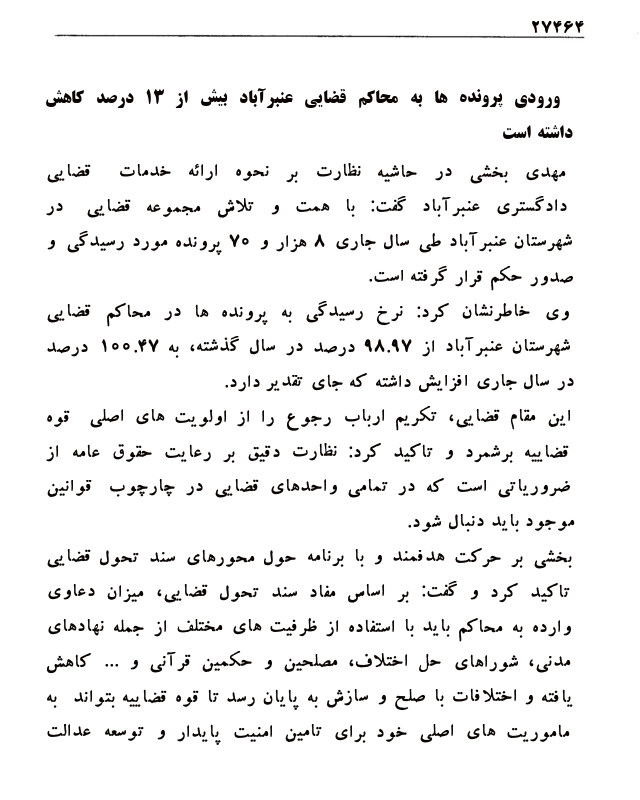 ۲۷۴۶۴
ورودی پرونده ها به محاکم قضایی عنبرآباد بیش از ۱۳ درصد کاهش
داشته است
مهدی بخشی در حاشیه نظارت بر نحوه ارائه خدمات قضایی
دادگستری عنبرآباد گفت: با همت و تلاش مجموعه قضایی در
شهرستان عنبرآباد طی سال جاری ۸ هزار و ۷۰ پرونده مورد رسیدگی و
صدور حکم قرار گرفته است.
وی خاطرنشان کرد: نرخ رسیدگی به پرونده ها در محاکم قضایی
شهرستان عنبرآباد از ۹۸.۹۷ درصد در سال گذشته، به ۱۰۰.۴۷ درصد
در سال جاری افزایش داشته که جای تقدیر دارد.
این مقام قضایی، تکریم ارباب رجوع را از اولویت های اصلی قوه
قضاییه برشمرد و تاکید کرد: نظارت دقیق بر رعایت حقوق عامه از
ضروریاتی است که در تمامی واحدهای قضایی در چارچوب قوانین
موجود باید دنبال شود.
بخشی بر حرکت هدفمند و با برنامه حول محورهای سند تحول قضایی
تاکید کرد و گفت: بر اساس مفاد سند تحول قضایی، میزان دعاوی
وارده به محاکم باید با استفاده از ظرفیت های مختلف از جمله نهادهای
مدنی، شوراهای حل اختلاف، مصلحین و حکمین قرآنی و ... کاهش
یافته و اختلافات با صلح و سازش به پایان رسد تا قوه قضاییه بتواند به
ماموریت های اصلی خود برای تامین امنیت پایدار و توسعه عدالت